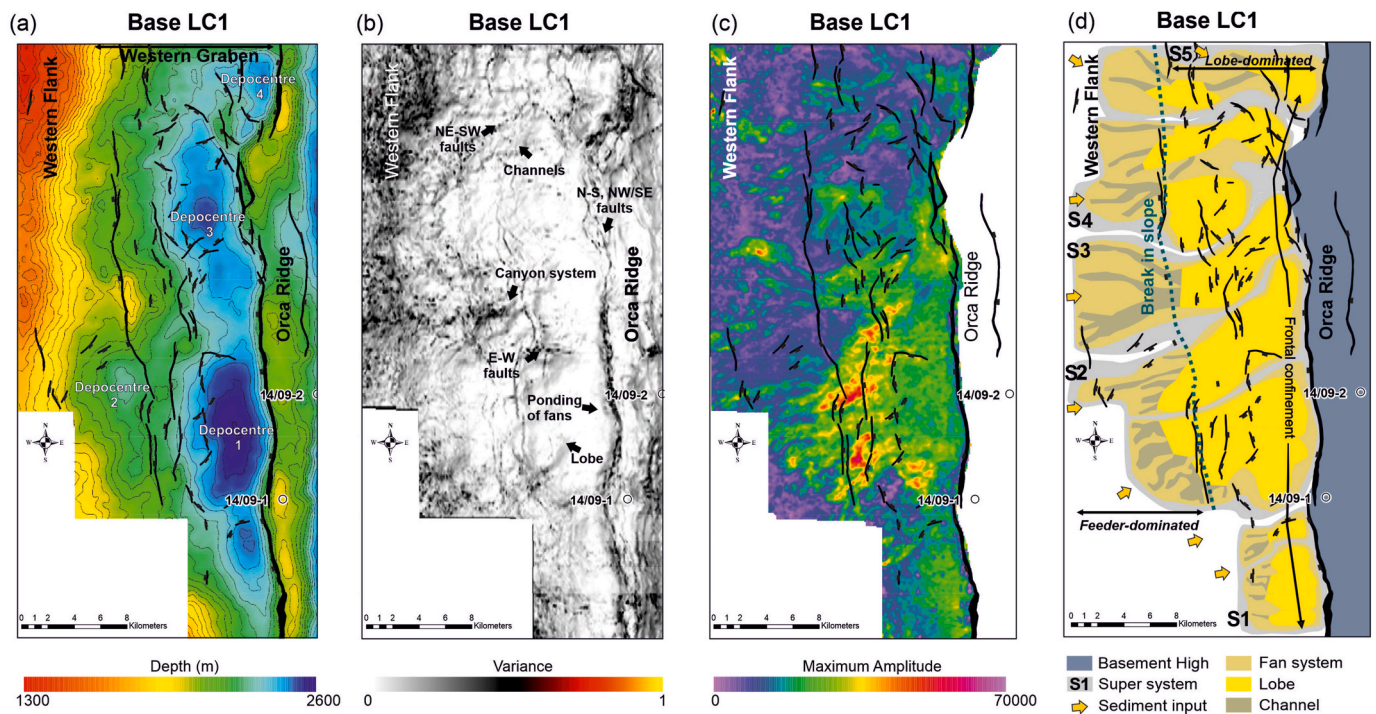 (a)
Base LC1
Western Graben
Western Flank
Depocentre
4
Depocentre
3
Depocentre
2
Depocentre
1
Orca Ridge
14/09-2
14/09-1
N
W
E
S
0 1 2 4 6 8
Kilometers
Depth (m)
1300
2600
(b)
Base LC1
Western Flank
NE-SW
faults
Channels
N-S, NW/SE
faults
Canyon system
Orca Ridge
E-W
faults
14/09-2
Ponding
of fans
Lobe
14/09-1
N
W
E
S
0 1 2 4 6 8
Kilometers
Variance
0
1
(c)
Base LC1
Western Flank
Orca Ridge
14/09-2
14/09-1
N
W
E
S
0 1 2 4 6 8
Kilometers
Maximum Amplitude
0
70000
(d)
Base LC1
S5
Lobe-dominated
Western Flank
S4
S3
Break in slope
Orca Ridge
Frontal confinement
S2
14/09-2
14/09-1
N
W
E
S
Feeder-dominated
S1
0 1 2 4 6 8
Kilometers
Basement High
S1 Super system
Sediment input
Fan system
Lobe
Channel